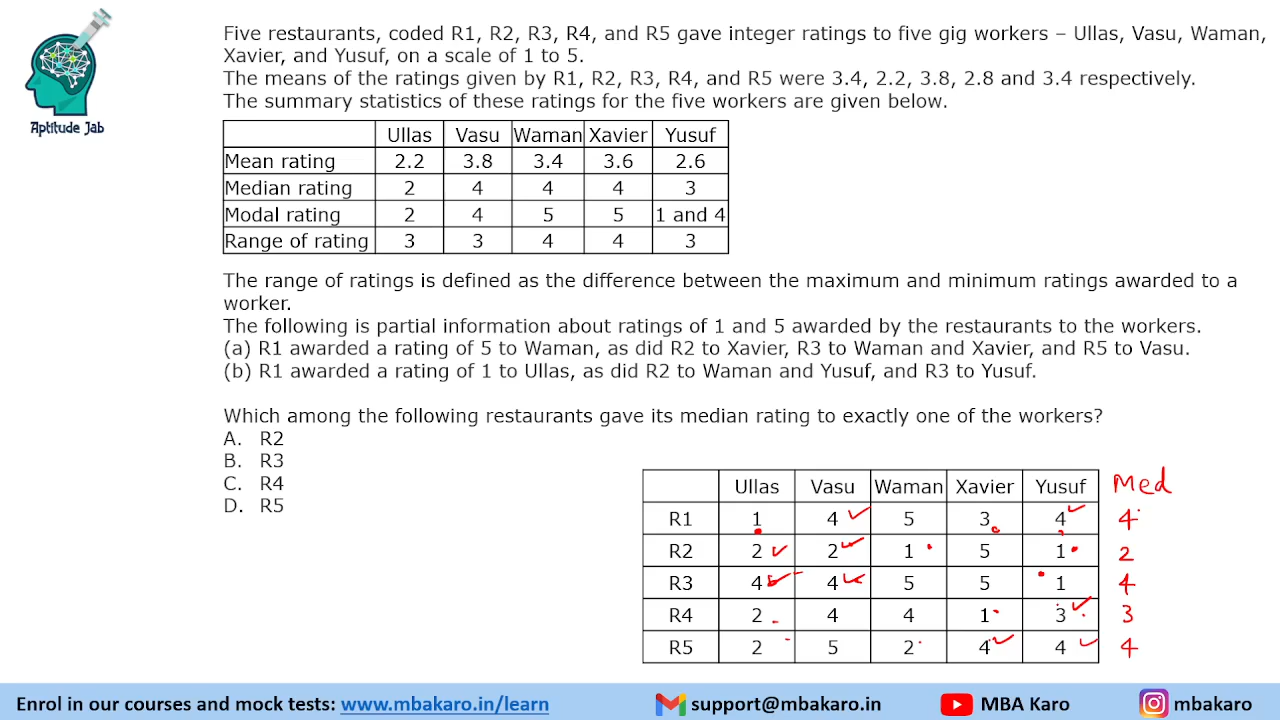 Five restaurants, coded R1, R2, R3, R4, and R5 gave integer ratings to five gig workers – Ullas, Vasu, Waman,
Xavier, and Yusuf, on a scale of 1 to 5.
The means of the ratings given by R1, R2, R3, R4, and R5 were 3.4, 2.2, 3.8, 2.8 and 3.4 respectively.
The summary statistics of these ratings for the five workers are given below.
Aptitude Jab
Ullas Vasu Waman Xavier Yusuf
Mean rating 2.2 3.8 3.4 3.6 2.6
Median rating 2 4 4 4 3
Modal rating 2 4 5 5 1 and 4
Range of rating 3 3 4 4 3
The range of ratings is defined as the difference between the maximum and minimum ratings awarded to a
worker.
The following is partial information about ratings of 1 and 5 awarded by the restaurants to the workers.
(a) R1 awarded a rating of 5 to Waman, as did R2 to Xavier, R3 to Waman and Xavier, and R5 to Vasu.
(b) R1 awarded a rating of 1 to Ullas, as did R2 to Waman and Yusuf, and R3 to Yusuf.
Which among the following restaurants gave its median rating to exactly one of the workers?
A. R2
B. R3
C. R4
D. R5
Ullas Vasu Waman Xavier Yusuf Med
R1 1 4 5 3 4 4
R2 2 2 1 5 1 2
R3 4 4 5 5 1 4
R4 2 4 4 1 3 3
R5 2 5 2 4 4 4
Enrol in our courses and mock tests: www.mbakaro.in/learn support@mbakaro.in MBA Karo mbakaro